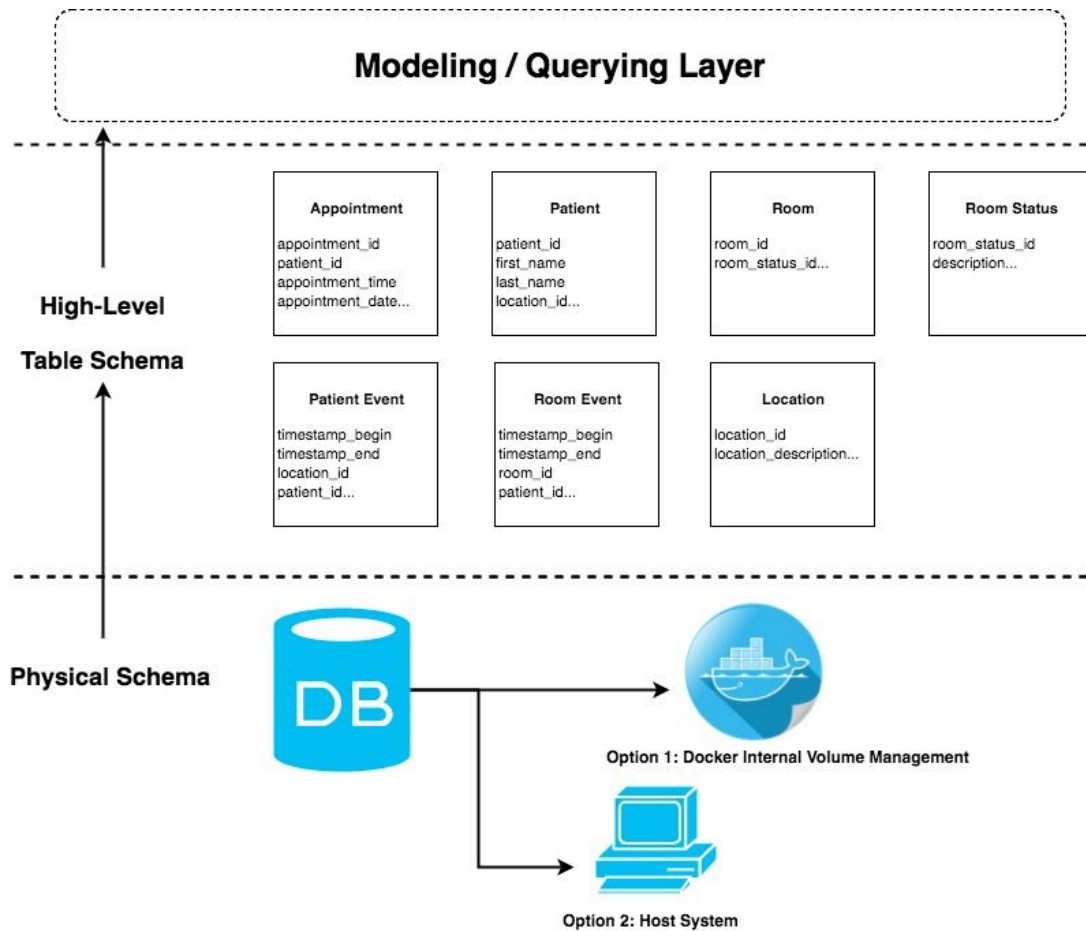 Modeling / Querying Layer
High-Level
Table Schema
Appointment
appointment_id
patient_id
appointment_time
appointment_date...
Patient
patient_id
first_name
last_name
location_id...
Room
room_id
room_status_id...
Room Status
room_status_id
description...
Patient Event
timestamp_begin
timestamp_end
location_id
patient_id...
Room Event
timestamp_begin
timestamp_end
room_id
patient_id...
Location
location_id
location_description...
Physical Schema
DB
Option 1: Docker Internal Volume Management
Option 2: Host System